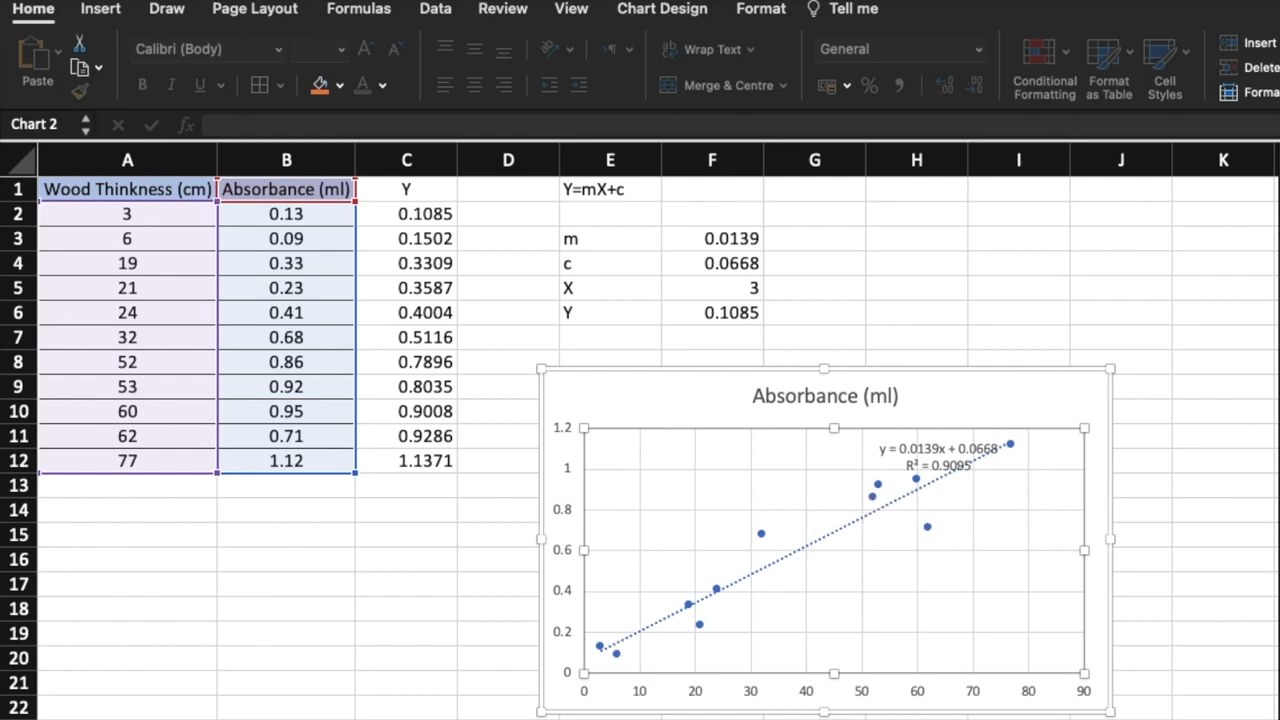 Home Insert Draw Page Layout Formulas Data Review View Chart Design Format Tell me
Calibri (Body) A A ab Wrap Text General Insert
Paste B I U A Merge & Centre % Conditional Formatting Format as Table Cell Styles Delete
Forma
Chart 2 fx
A B C D E F G H I J K
1 Wood Thinkness (cm) Absorbance (ml) Y Y=mX+c
2 3 0.13 0.1085
3 6 0.09 0.1502 m 0.0139
4 19 0.33 0.3309 c 0.0668
5 21 0.23 0.3587 X 3
6 24 0.41 0.4004 Y 0.1085
7 32 0.68 0.5116
8 52 0.86 0.7896
9 53 0.92 0.8035
10 60 0.95 0.9008
11 62 0.71 0.9286
12 77 1.12 1.1371
13
14
15
16
17
18
19
20
21
22
Absorbance (ml)
1.2
y = 0.0139x + 0.0668
R² = 0.9095
1
0.8
0.6
0.4
0.2
0
0 10 20 30 40 50 60 70 80 90